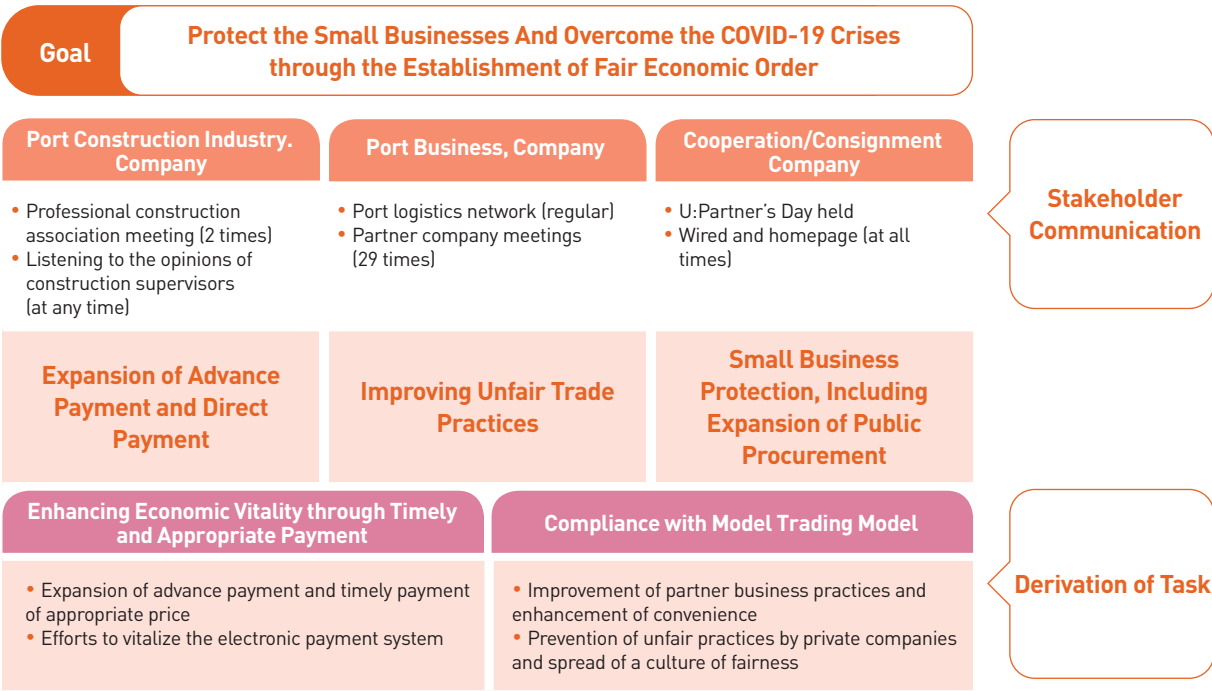 Goal
Protect the Small Businesses And Overcome the COVID-19 Crises
through the Establishment of Fair Economic Order
Port Construction Industry.
Company
• Professional construction
association meeting (2 times)
• Listening to the opinions of
construction supervisors
(at any time)
Expansion of Advance
Payment and Direct
Payment
Port Business, Company
• Port logistics network (regular)
• Partner company meetings
(29 times)
Improving Unfair Trade
Practices
Cooperation/Consignment
Company
• U:Partner's Day held
• Wired and homepage (at all
times)
Small Business
Protection, Including
Expansion of Public
Procurement
Stakeholder
Communication
Enhancing Economic Vitality through Timely
and Appropriate Payment
• Expansion of advance payment and timely payment
of appropriate price
• Efforts to vitalize the electronic payment system
Compliance with Model Trading Model
• Improvement of partner business practices and
enhancement of convenience
• Prevention of unfair practices by private companies
and spread of a culture of fairness
Derivation of Task